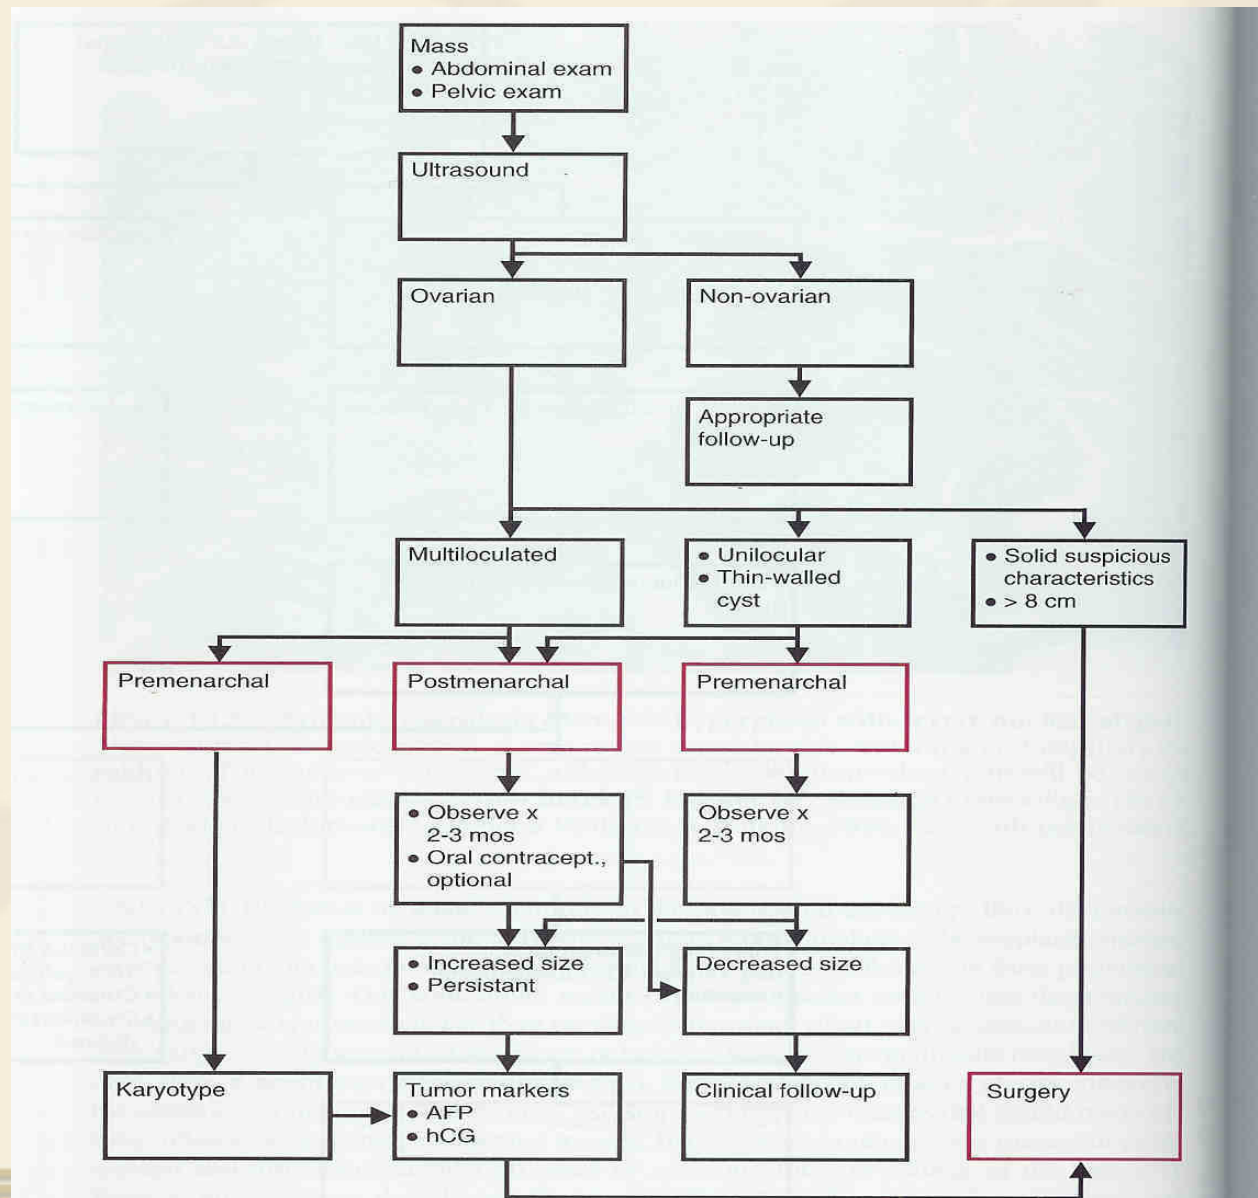 Mass
• Abdominal exam
• Pelvic exam
Ultrasound
Ovarian
Non-ovarian
Appropriate
follow-up
Multiloculated
• Unilocular
• Thin-walled
cyst
• Solid suspicious
characteristics
• > 8 cm
Premenarchal
Postmenarchal
Premenarchal
• Observe x
2-3 mos
• Oral contracept.,
optional
Observe x
2-3 mos
• Increased size
• Persistant
Decreased size
Karyotype
Tumor markers
• AFP
• hCG
Clinical follow-up
Surgery